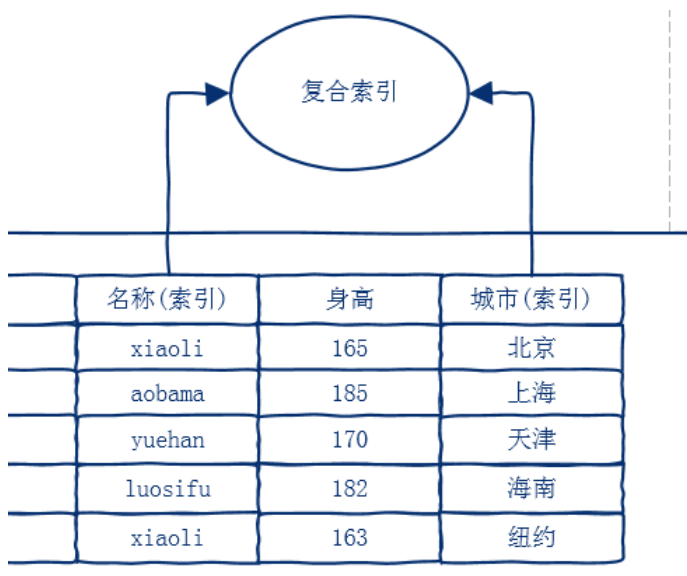 复合索引
名称(索引) 身高 城市(索引)
xiaoli 165 北京
aobama 185 上海
yuehan 170 天津
luosifu 182 海南
xiaoli 163 纽约